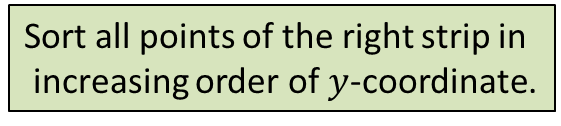 Sort all points of the right strip in
increasing order of 𝑦-coordinate.